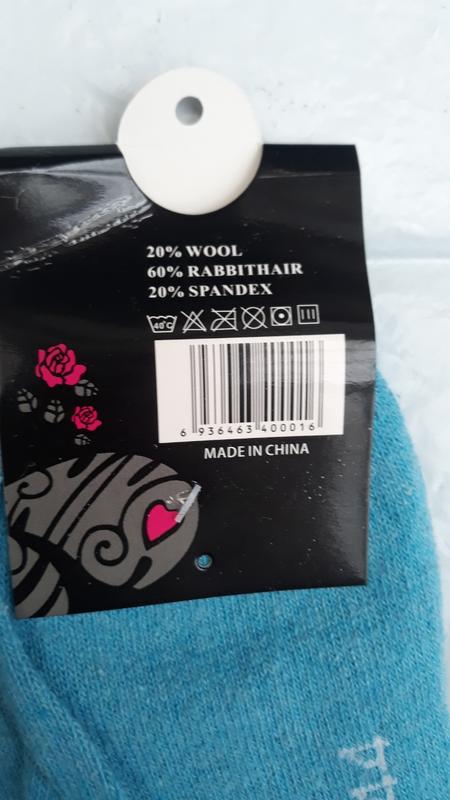 20% WOOL
60% RABBITHAIR
20% SPANDEX
40°C
6 936463 400016
MADE IN CHINA